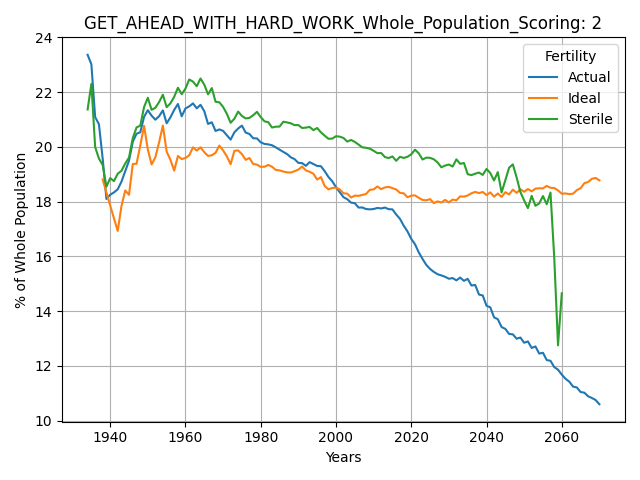 GET_AHEAD_WITH_HARD_WORK_Whole_Population_Scoring: 2
Fertility
Actual
Ideal
Sterile
% of Whole Population
24
22
20
18
16
14
12
10
1940
1960
1980
2000
2020
2040
2060
Years